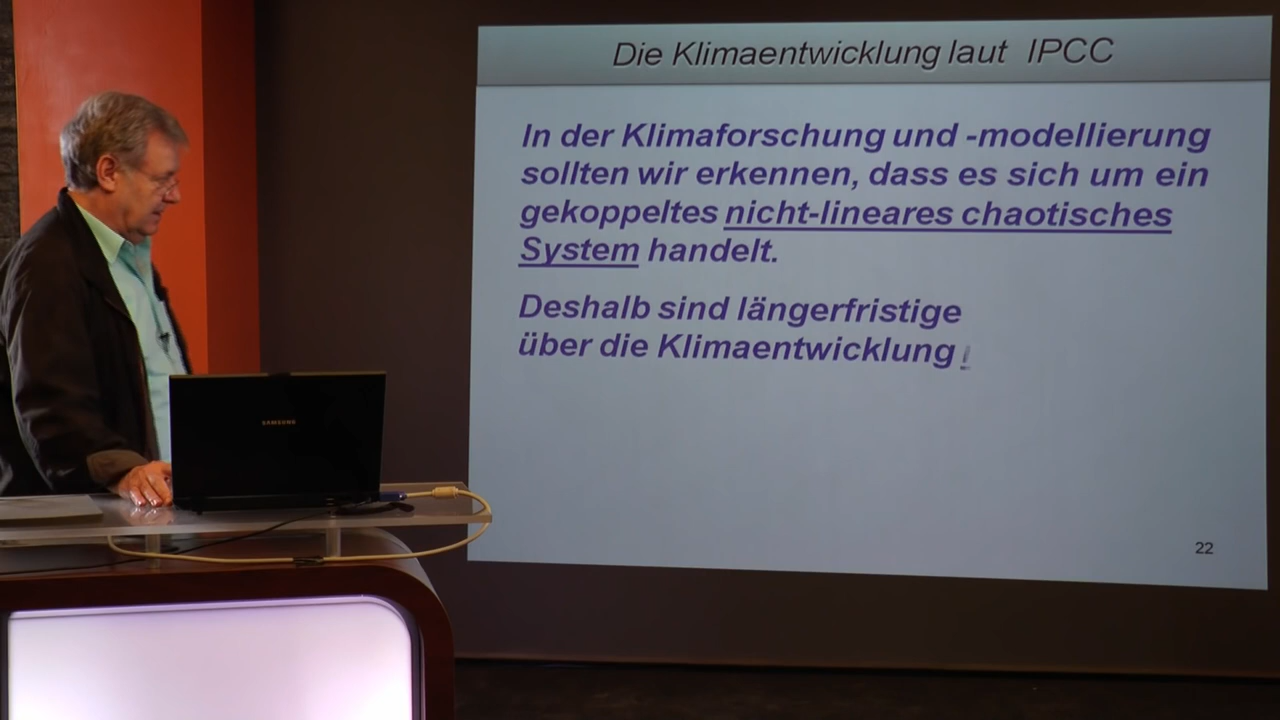 Die Klimaentwicklung laut IPCC
In der Klimaforschung und -modellierung
sollten wir erkennen, dass es sich um ein
gekoppeltes nicht-lineares chaotisches
System handelt.
Deshalb sind längerfristige
über die Klimaentwicklung
22
SAMSUNG